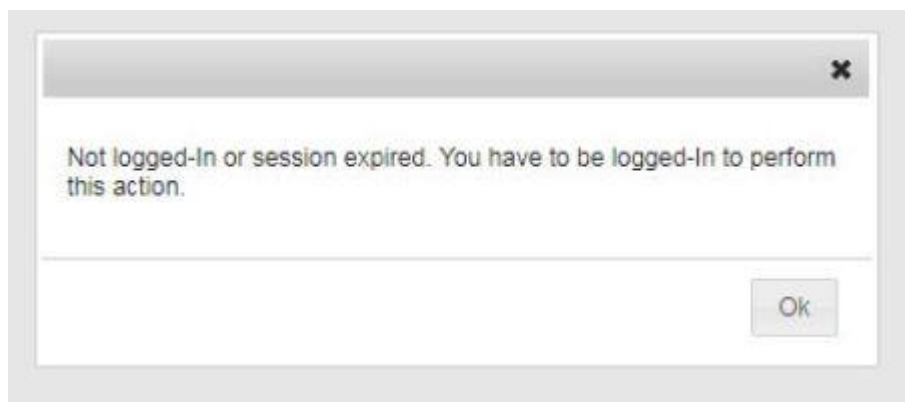 Not logged-In or session expired. You have to be logged-In to perform
this action.
Ok